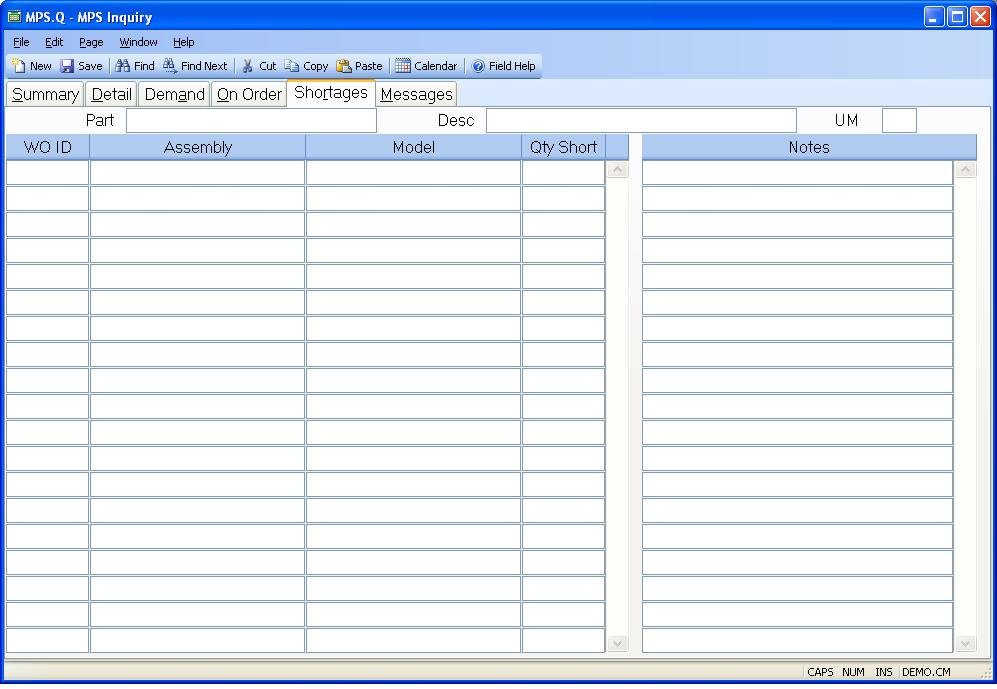 MPS.Q - MPS Inquiry
File Edit Page Window Help
New Save Find Find Next Cut Copy Paste Calendar Field Help
Summary Detail Demand On Order Shortages Messages
Part Desc UM
WO ID Assembly Model Qty Short Notes
CAPS NUM INS DEMO.CM